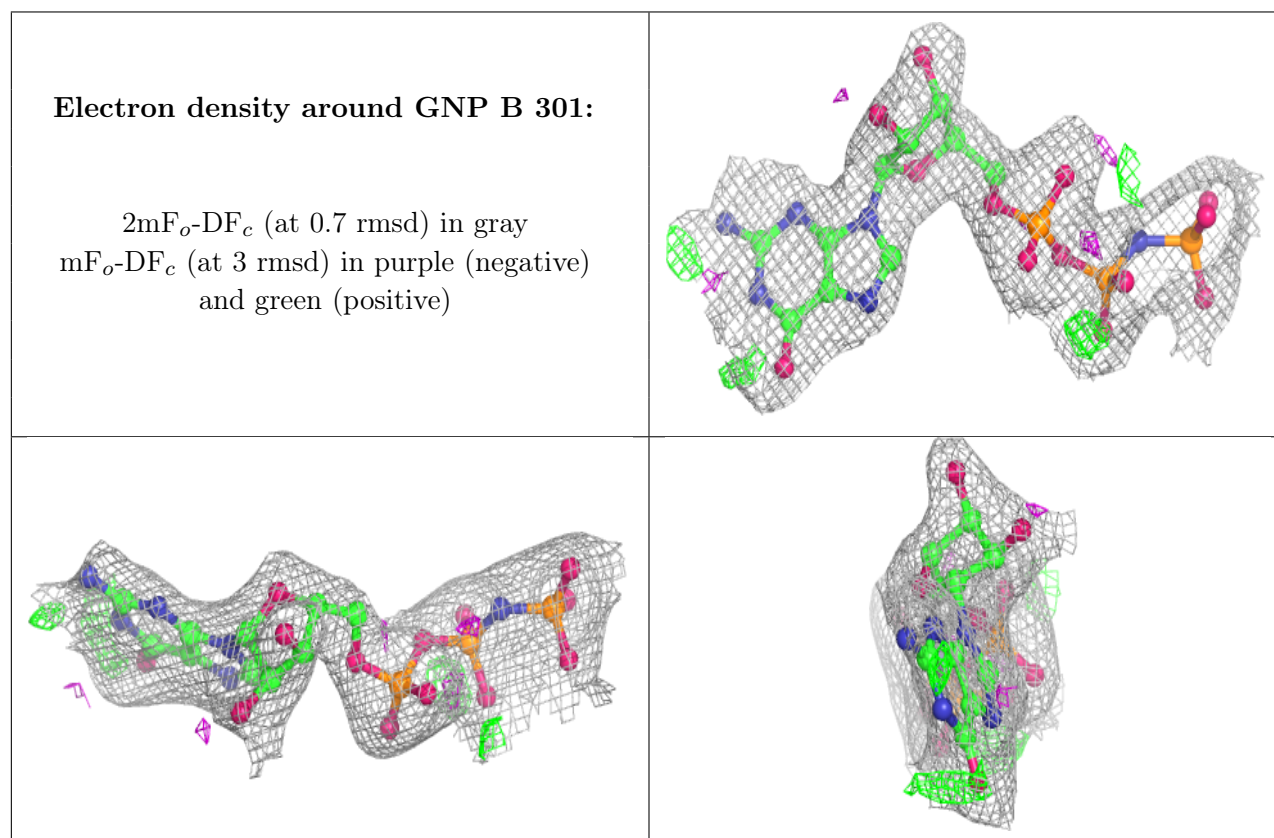 Electron density around GNP B 301:
2mFo-DFc (at 0.7 rmsd) in gray
mFo-DFc (at 3 rmsd) in purple (negative)
and green (positive)